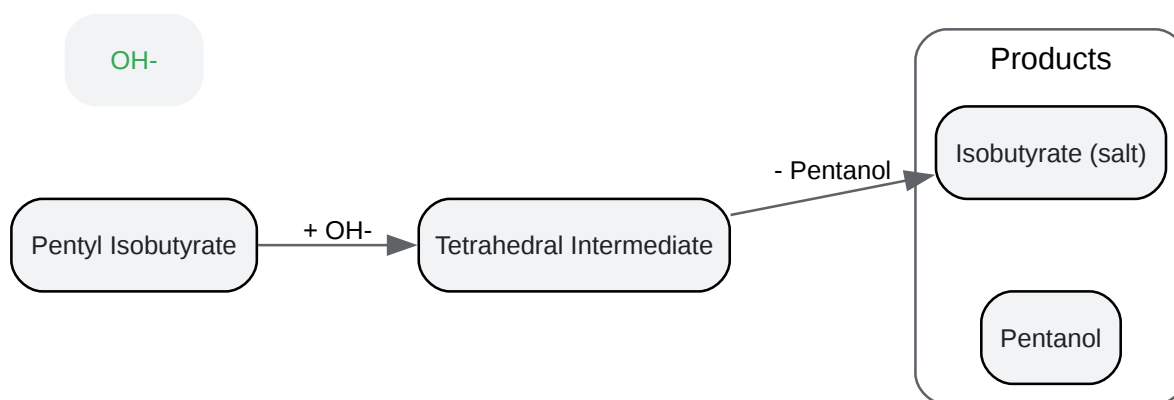 OH-
Products
Isobutyrate (salt)
- Pentanol
Pentyl Isobutyrate
+ OH-
Tetrahedral Intermediate
Pentanol